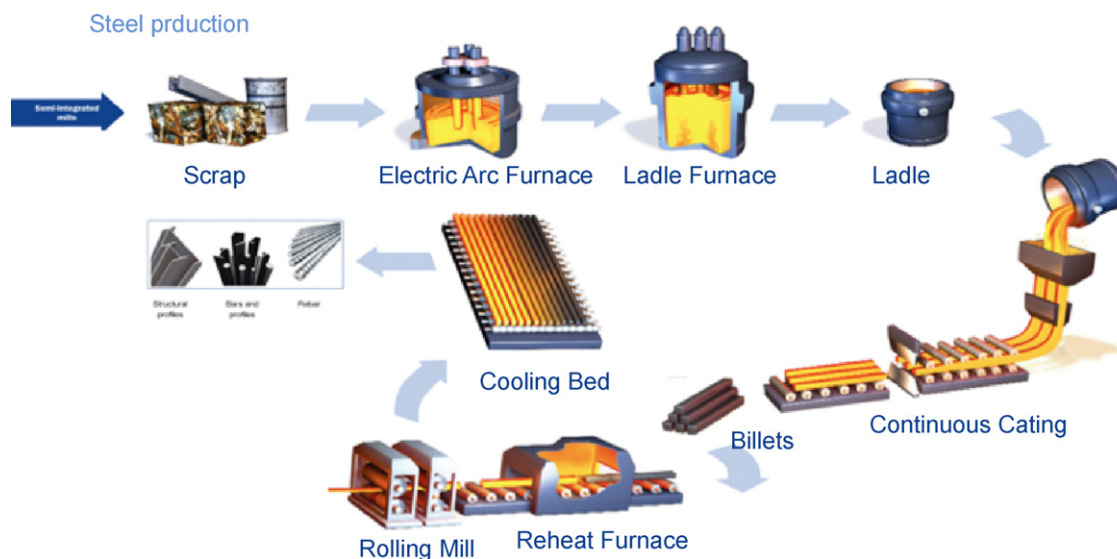 Steel prduction
Semi-integrated
mills
Scrap
Electric Arc Furnace
Ladle Furnace
Ladle
Structural
profiles
Bars and
profiles
Rebar
Cooling Bed
Billets
Continuous Cating
Rolling Mill
Reheat Furnace